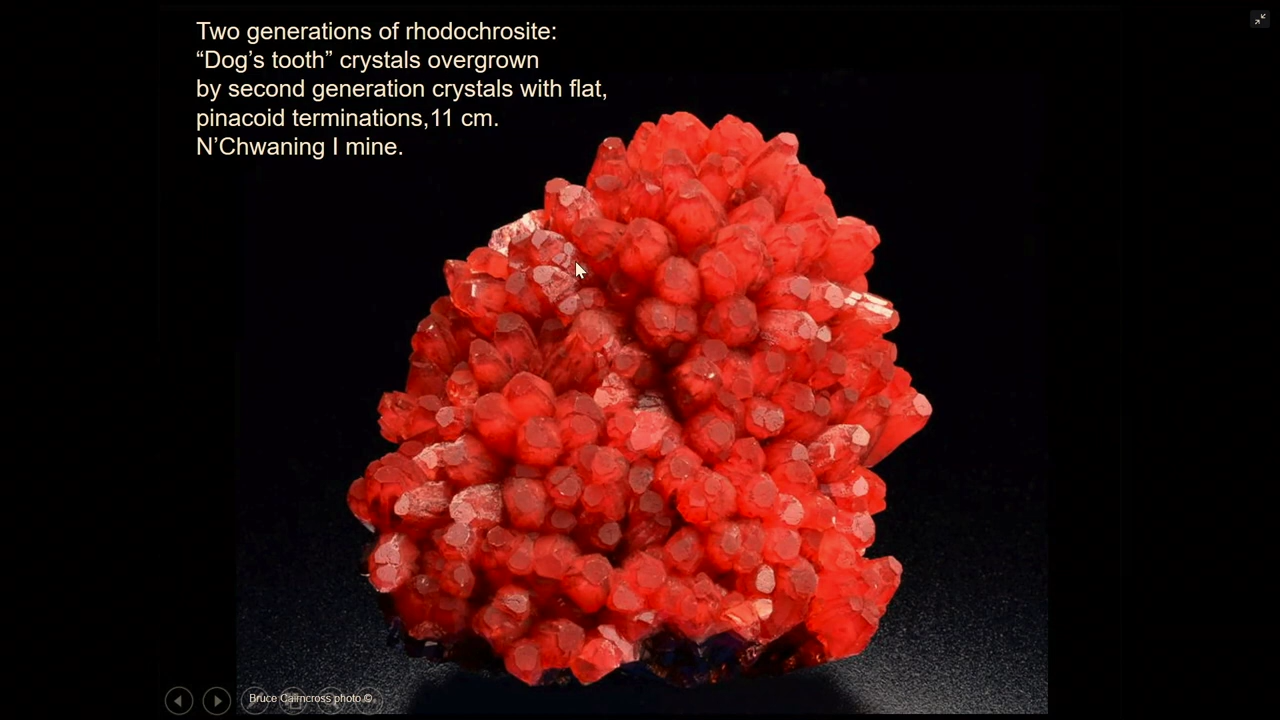 Two generations of rhodochrosite:
“Dog’s tooth” crystals overgrown
by second generation crystals with flat,
pinacoid terminations,11 cm.
N’Chwaning I mine.
Bruce Cairncross photo ©.